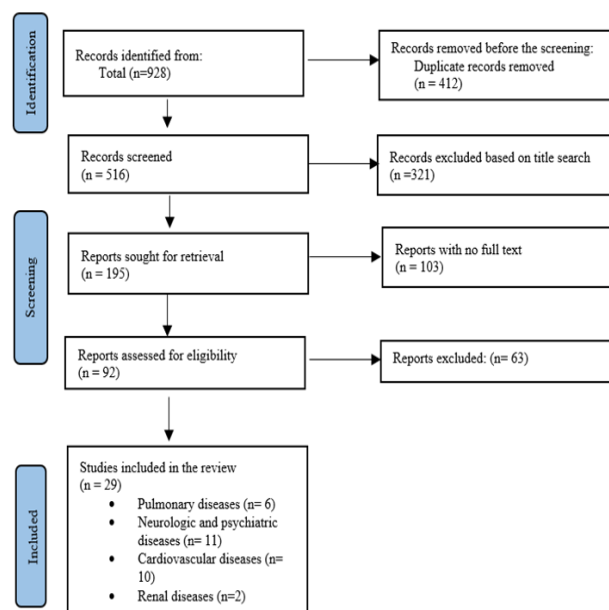 Identification
Records identified from:
Total (n=928)
Records removed before the screening:
Duplicate records removed
(n = 412)
Records screened
(n = 516)
Records excluded based on title search
(n =321)
Screening
Reports sought for retrieval
(n = 195)
Reports with no full text
(n = 103)
Reports assessed for eligibility
(n = 92)
Reports excluded: (n= 63)
Included
Studies included in the review
(n = 29)
• Pulmonary diseases (n= 6)
• Neurologic and psychiatric
diseases (n= 11)
• Cardiovascular diseases (n=
10)
• Renal diseases (n=2)